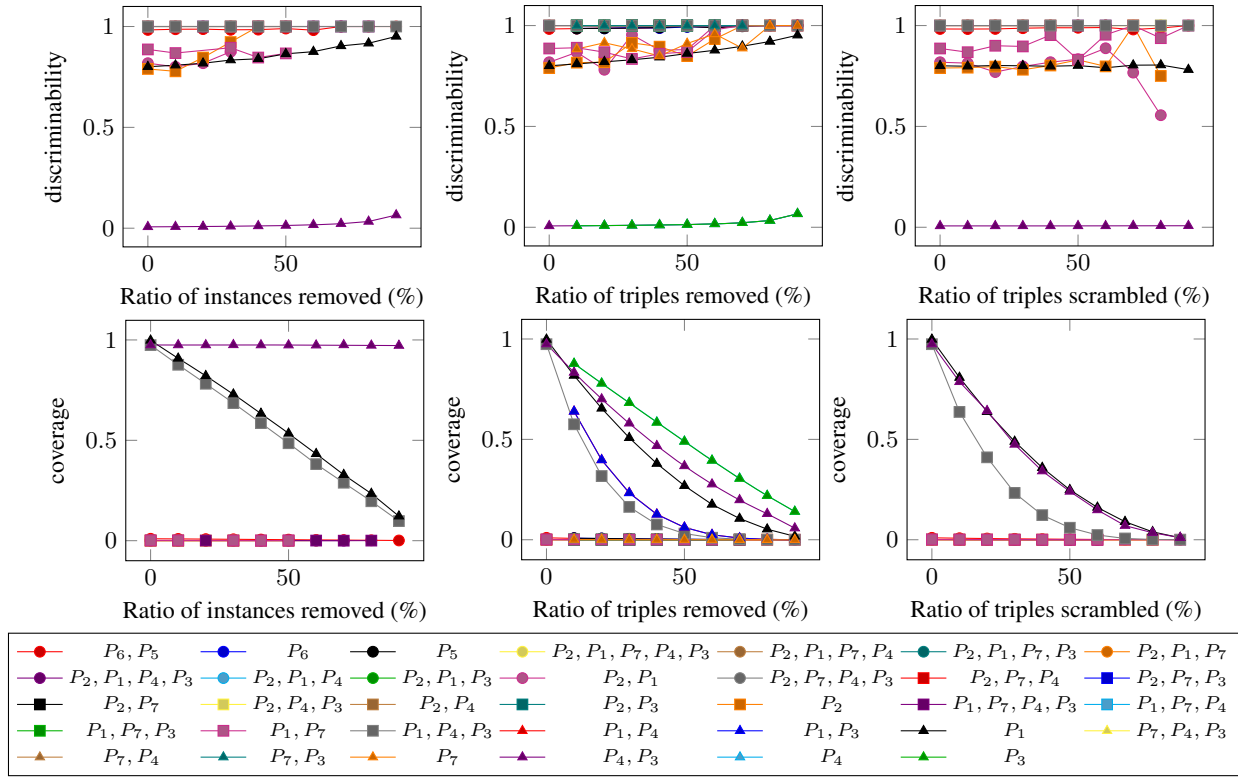 1
0.5
0
discriminability
0 50
Ratio of instances removed (%)
1
0.5
0
discriminability
0 50
Ratio of triples removed (%)
1
0.5
0
discriminability
0 50
Ratio of triples scrambled (%)
1
0.5
0
coverage
0 50
Ratio of instances removed (%)
1
0.5
0
coverage
0 50
Ratio of triples removed (%)
1
0.5
0
coverage
0 50
Ratio of triples scrambled (%)
P6, P5 P6 P5 P2, P1, P7, P4, P3 P2, P1, P7, P4 P2, P1, P7, P3 P2, P1, P7
P2, P1, P4, P3 P2, P1, P4 P2, P1, P3 P2, P1 P2, P7, P4, P3 P2, P7, P4 P2, P7, P3
P2, P7 P2, P4, P3 P2, P4 P2, P3 P2 P1, P7, P4, P3 P1, P7, P4
P1, P7, P3 P1, P7 P1, P4, P3 P1, P4 P1, P3 P1 P7, P4, P3
P7, P4 P7, P3 P7 P4, P3 P4 P3